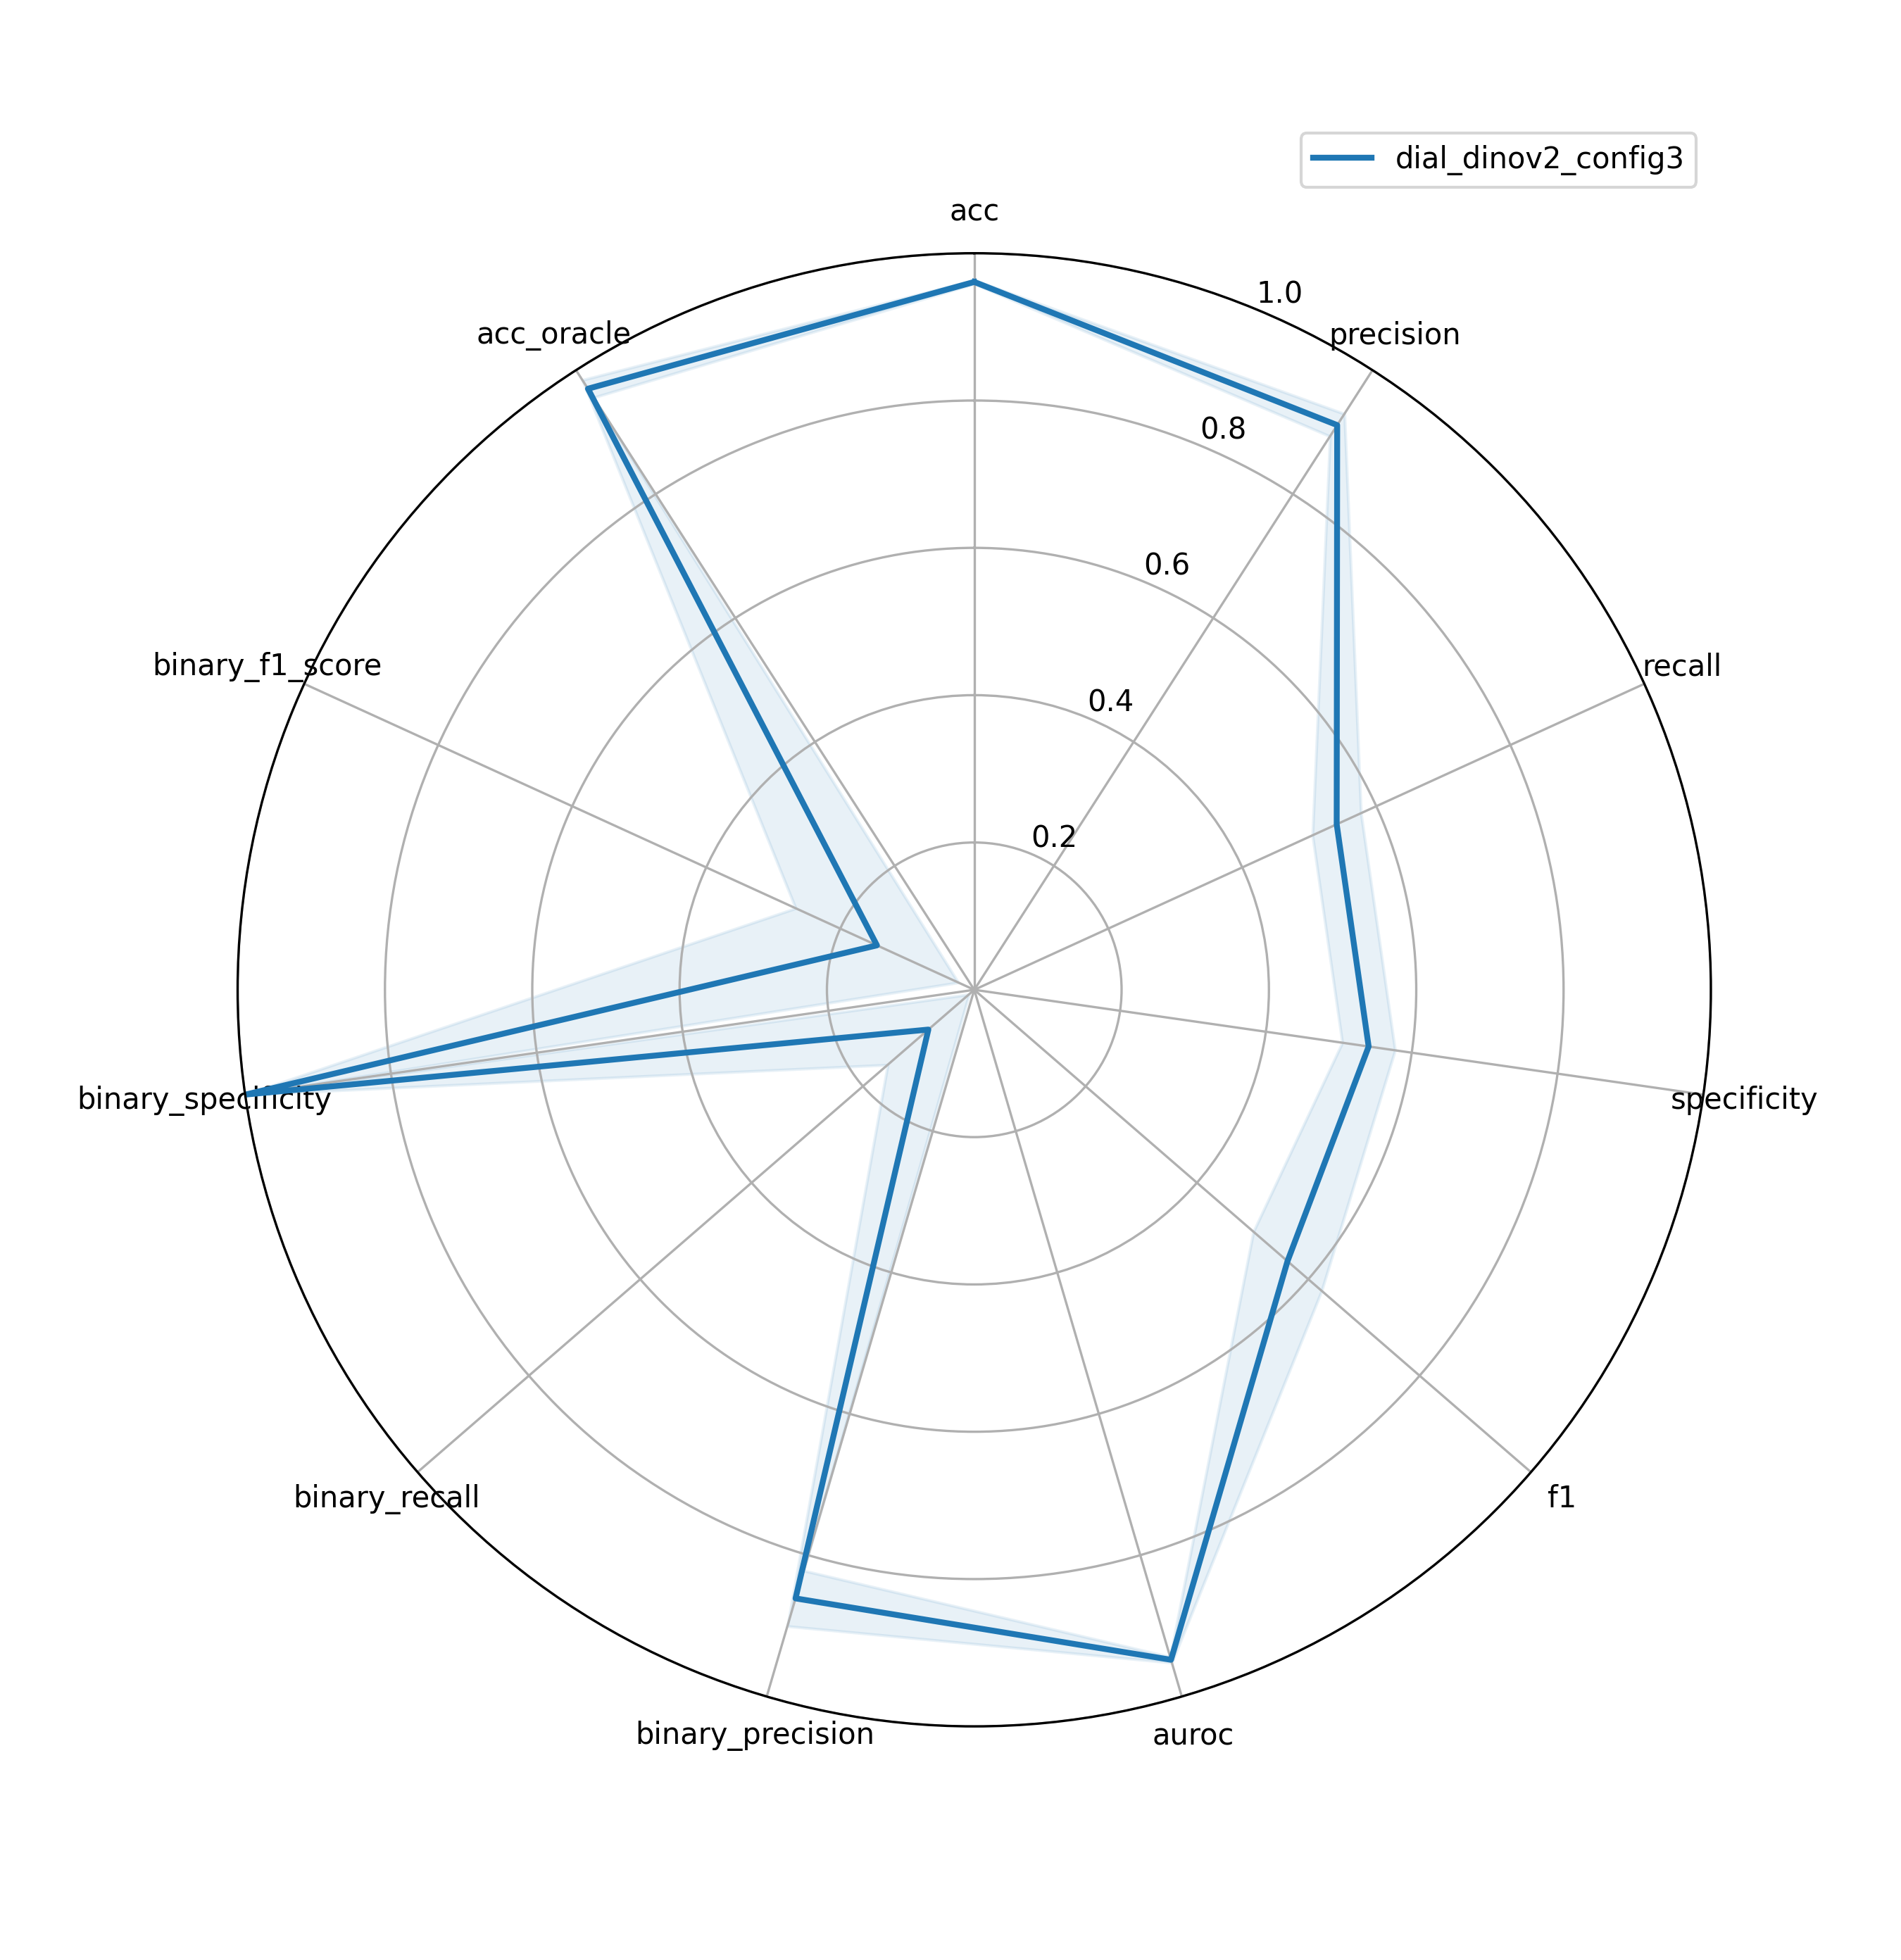 dial_dinov2_config3
acc
1.0
acc_oracle
precision
0.8
0.6
binary_f1_score
recall
0.4
0.2
binary_specificity
specificity
binary_recall
f1
binary_precision
auroc